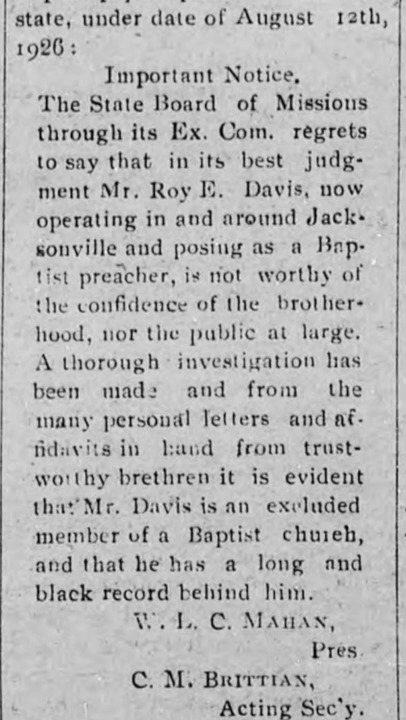 state, under date of August 12th,
1926:
Important Notice.
The State Board of Missions
through its Ex. Com. regrets
to say that in its best judg-
ment Mr. Roy E. Davis, now
operating in and around Jack-
sonville and posing as a Bap-
tist preacher, is not worthy of
the confidence of the brother-
hood, nor the public at large.
A thorough investigation has
been made and from the
many personal letters and af-
fidavits in hand from trust-
worthy brethren it is evident
that Mr. Davis is an excluded
member of a Baptist church,
and that he has a long and
black record behind him.
W. L. C. MAHAN,
Pres.
C. M. BRITTIAN,
Acting Sec'y.